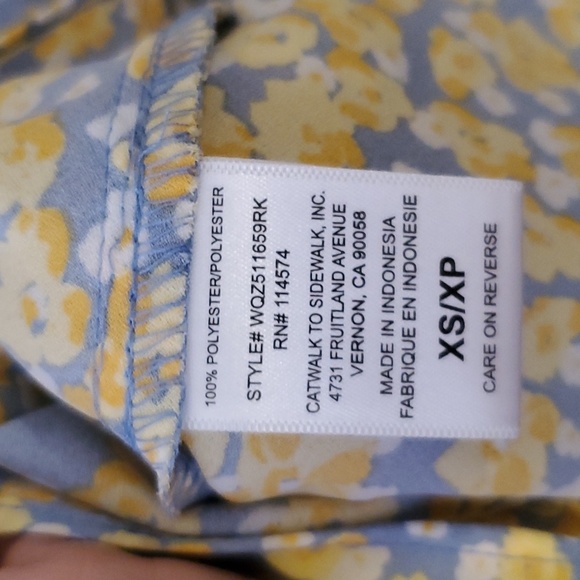 100% POLYESTER/POLYESTER
STYLE# WQZ511659RK
RN# 114574
CATWALK TO SIDEWALK, INC.
4731 FRUITLAND AVENUE
VERNON, CA 90058
MADE IN INDONESIA
FABRIQUE EN INDONESIE
XS/XP
CARE ON REVERSE